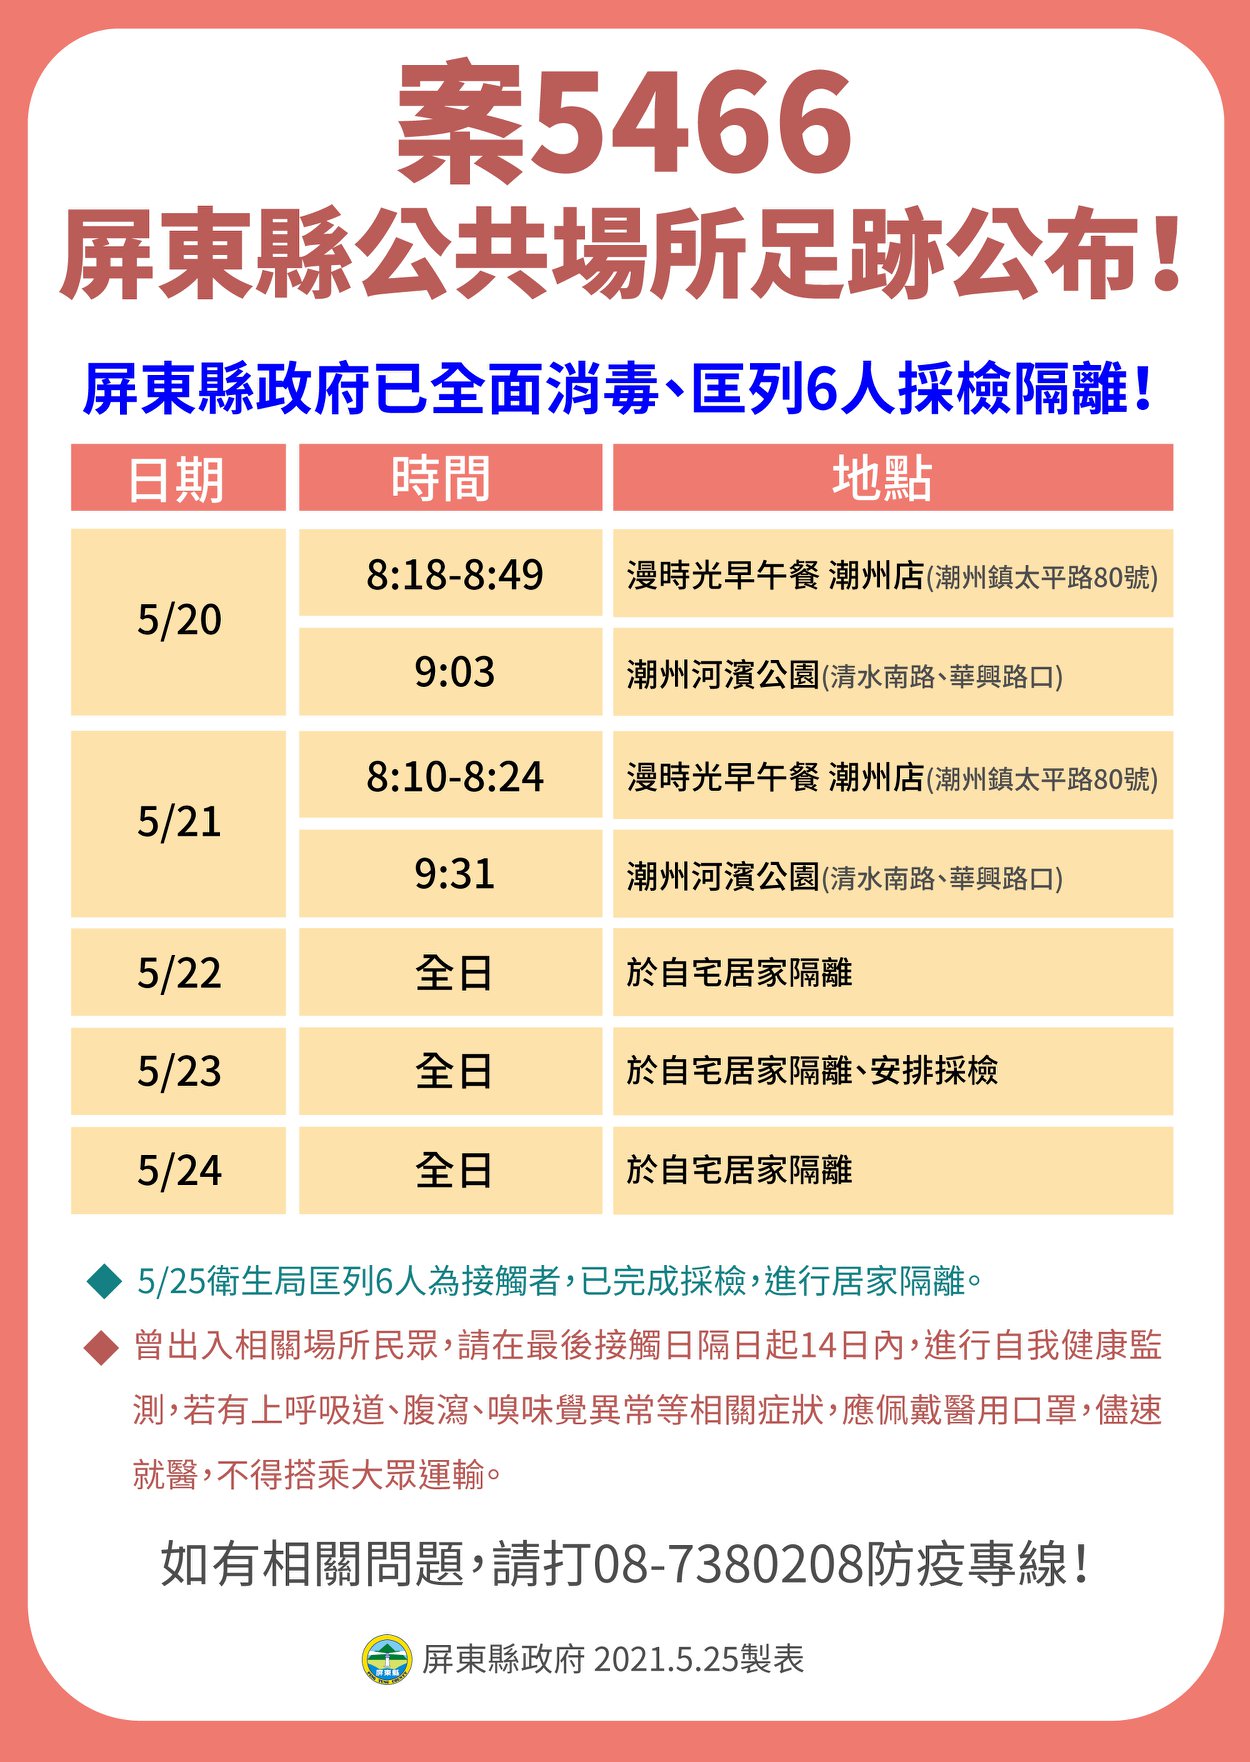 案5466
屏東縣公共場所足跡公布!
屏東縣政府已全面消毒、匡列6人採檢隔離!
日期 時間 地點
5/20
8:18-8:49 漫時光早午餐 潮州店(潮州鎮太平路80號)
9:03 潮州河濱公園(清水南路、華興路口)
5/21
8:10-8:24 漫時光早午餐 潮州店(潮州鎮太平路80號)
9:31 潮州河濱公園(清水南路、華興路口)
5/22 全日 於自宅居家隔離
5/23 全日 於自宅居家隔離、安排採檢
5/24 全日 於自宅居家隔離
◆ 5/25衛生局匡列6人為接觸者,已完成採檢,進行居家隔離。
◆ 曾出入相關場所民眾,請在最後接觸日隔日起14日內,進行自我健康監
測,若有上呼吸道、腹瀉、嗅味覺異常等相關症狀,應佩戴醫用口罩,儘速
就醫,不得搭乘大眾運輸。
如有相關問題,請打08-7380208防疫專線!
屏東縣
屏東縣政府 2021.5.25製表